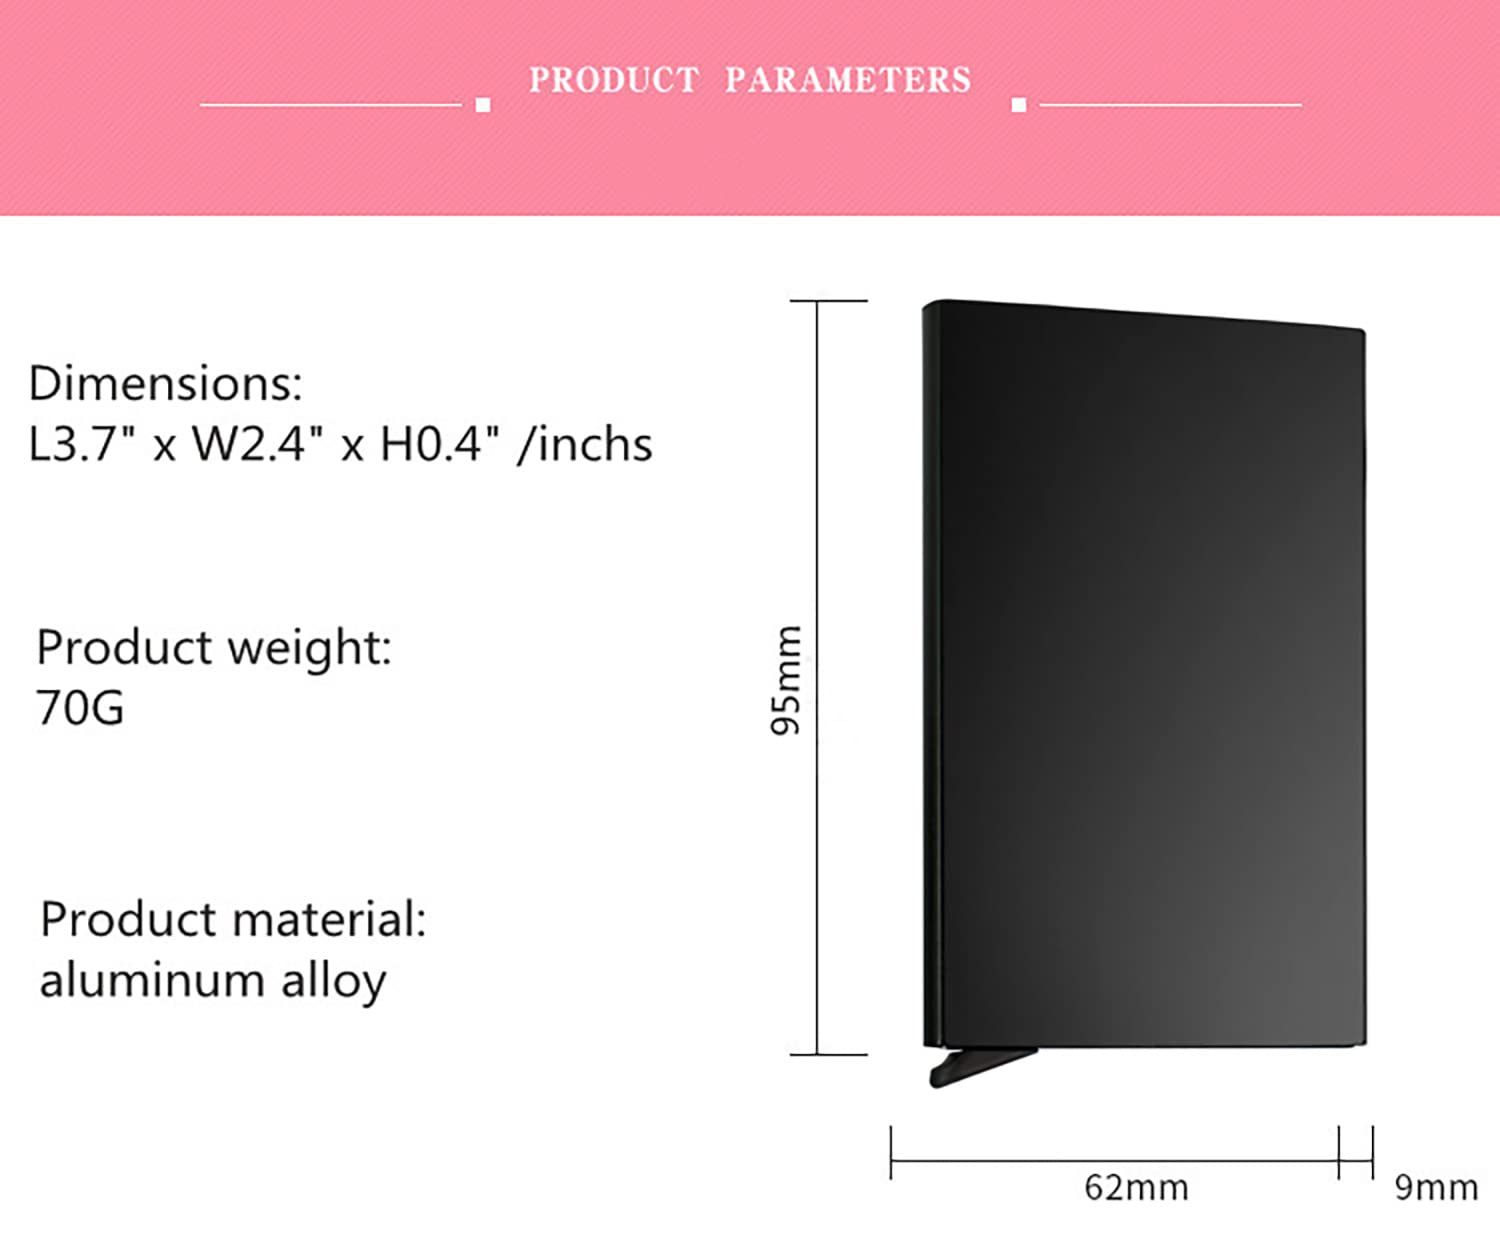 PRODUCT PARAMETERS
Dimensions:
L3.7" x W2.4" x H0.4" /inchs
Product weight:
70G
Product material:
aluminum alloy
95mm
62mm
9mm